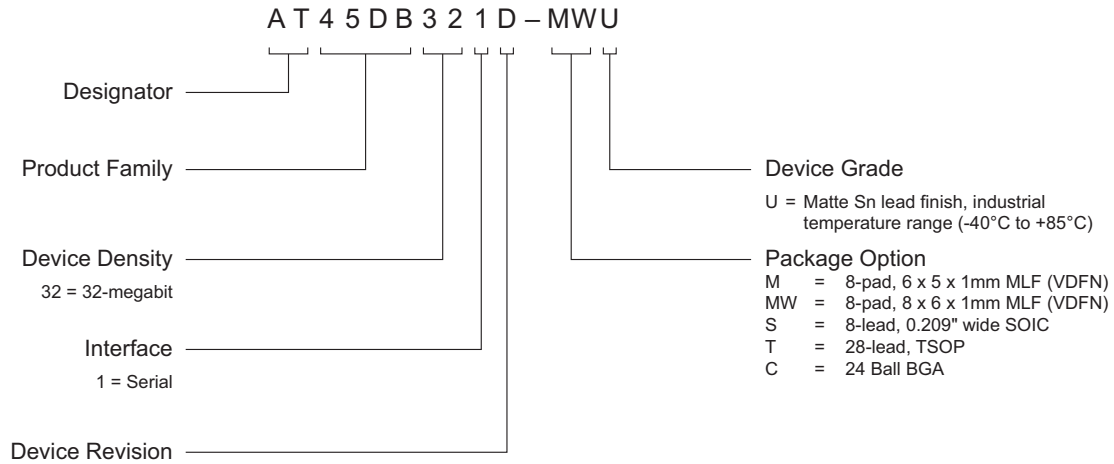 AT45DB321D – MWU
Designator
Product Family
Device Density
32 = 32-megabit
Interface
1 = Serial
Device Revision
Device Grade
U = Matte Sn lead finish, industrial
temperature range (-40°C to +85°C)
Package Option
M = 8-pad, 6 x 5 x 1mm MLF (VDFN)
MW = 8-pad, 8 x 6 x 1mm MLF (VDFN)
S = 8-lead, 0.209" wide SOIC
T = 28-lead, TSOP
C = 24 Ball BGA